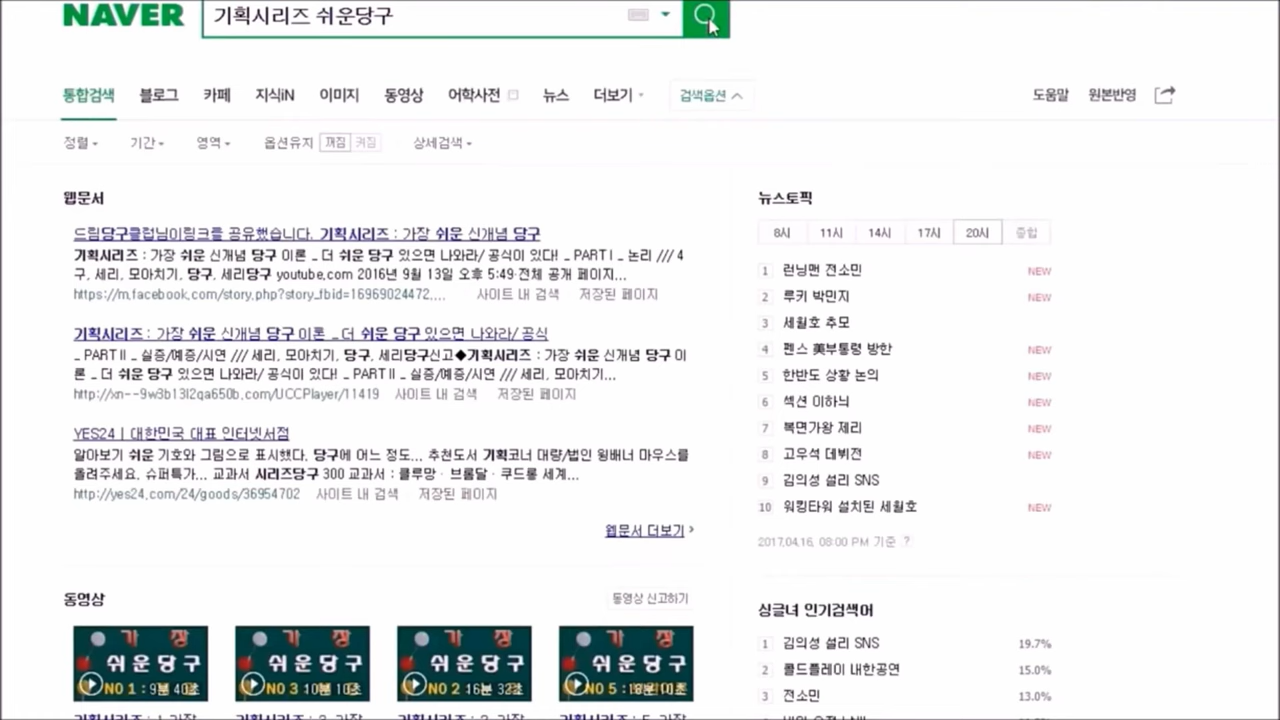 NAVER
기획시리즈 쉬운당구
통합검색 블로그 카페 지식iN 이미지 동영상 어학사전 뉴스 더보기 검색옵션 도움말 원본반영
정렬 기간 영역 옵션유지 꺼짐 켜짐 상세검색
웹문서
드림당구클럽님이링크를 공유했습니다. 기획시리즈 : 가장 쉬운 신개념 당구
기획시리즈 : 가장 쉬운 신개념 당구 이론 _ 더 쉬운 당구 있으면 나와라/ 공식이 있다! _ PART I _ 논리 /// 4
구, 세리, 모아치기, 당구, 세리당구 youtube.com 2016년 9월 13일 오후 5:49·전체 공개 페이지...
https://m.facebook.com/story.php?story_fbid=16969024472.... 사이트 내 검색 저장된 페이지
기획시리즈 : 가장 쉬운 신개념 당구 이론 _ 더 쉬운 당구 있으면 나와라/ 공식
_ PART II _ 실증/예증/시연 /// 세리, 모아치기, 당구, 세리당구신고◆기획시리즈 : 가장 쉬운 신개념 당구 이
론 _ 더 쉬운 당구 있으면 나와라/ 공식이 있다! _ PART II _ 실증/예증/시연 /// 세리, 모아치기...
http://xn--9w3b13l2qa650b.com/UCCPlayer/11419 사이트 내 검색 저장된 페이지
YES24 | 대한민국 대표 인터넷서점
알아보기 쉬운 기호와 그림으로 표시했다. 당구에 어느 정도... 추천도서 기획코너 대량/법인 윙배너 마우스를
올려주세요. 슈퍼특가... 교과서 시리즈당구 300 교과서 : 클루망 · 브롬달 · 쿠드롱 세계...
http://yes24.com/24/goods/36954702 사이트 내 검색 저장된 페이지
웹문서 더보기
동영상 동영상 신고하기
가 장 가 장 가 장 가 장
쉬운당구 쉬운당구 쉬운당구 쉬운당구
NO 1 : 9분 40초 NO 3 10분 10초 NO 2 16분 NO 5 :
뉴스토픽
8시 11시 14시 17시 20시 종합
1 런닝맨 전소민 NEW
2 루키 박민지 NEW
3 세월호 추모
4 펜스 美부통령 방한 NEW
5 한반도 상황 논의 NEW
6 섹션 이하늬 NEW
7 복면가왕 제리 NEW
8 고우석 데뷔전 NEW
9 김의성 설리 SNS
10 워킹타워 설치된 세월호 NEW
2017.04.16. 08:00 PM 기준 ?
싱글녀 인기검색어
1 김의성 설리 SNS 19.7%
2 콜드플레이 내한공연 15.0%
3 전소민 13.0%